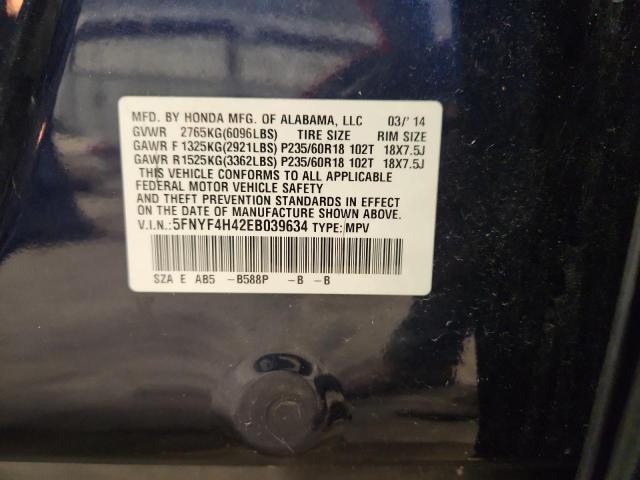 MFD. BY HONDA MFG. OF ALABAMA, LLC 03/'14
GVWR 2765KG(6096LBS) TIRE SIZE RIM SIZE
GAWR F 1325KG(2921LBS) P235/60R18 102T 18X7.5J
GAWR R 1525KG(3362LBS) P235/60R18 102T 18X7.5J
THIS VEHICLE CONFORMS TO ALL APPLICABLE
FEDERAL MOTOR VEHICLE SAFETY
AND THEFT PREVENTION STANDARDS IN EFFECT
ON THE DATE OF MANUFACTURE SHOWN ABOVE.
V.I.N.:5FNYF4H42EB039634 TYPE:MPV
SZA E AB5 -B588P -B -B